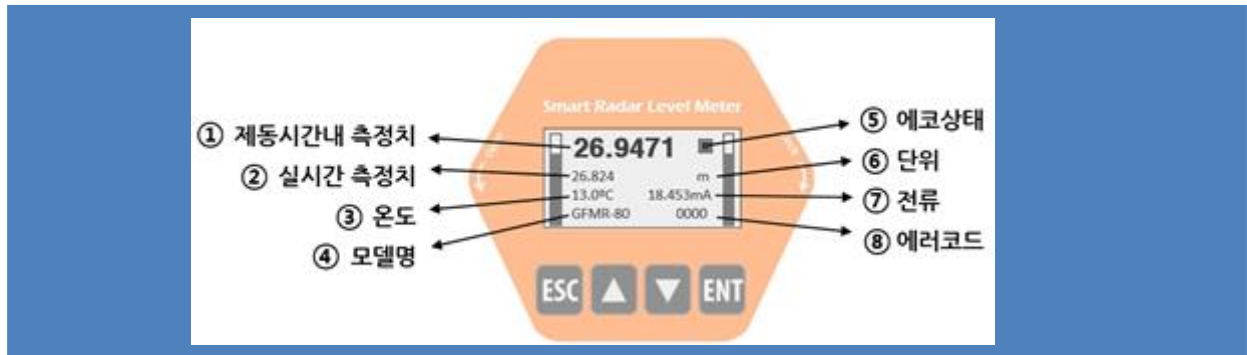 Smart Radar Level Meter
① 제동시간내 측정치
26.9471
⑤ 에코상태
② 실시간 측정치
26.824
m
⑥ 단위
③ 온도
13.0ºC
18.453mA
⑦ 전류
④ 모델명
GFMR-80
0000
⑧ 에러코드
ESC
ENT